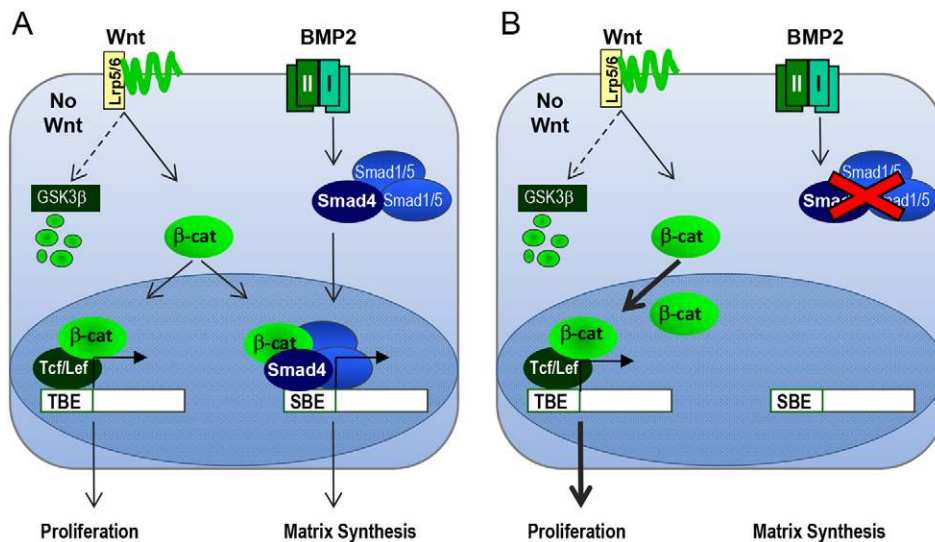 A
Wnt
BMP2
Lrp5/6
II
I
No
Wnt
GSK3β
Smad1/5
Smad4
Smad1/5
β-cat
β-cat
Tcf/Lef
β-cat
Smad4
TBE
SBE
Proliferation
Matrix Synthesis
B
Wnt
BMP2
Lrp5/6
II
I
No
Wnt
GSK3β
Smad1/5
β-cat
β-cat
β-cat
Tcf/Lef
TBE
SBE
Proliferation
Matrix Synthesis